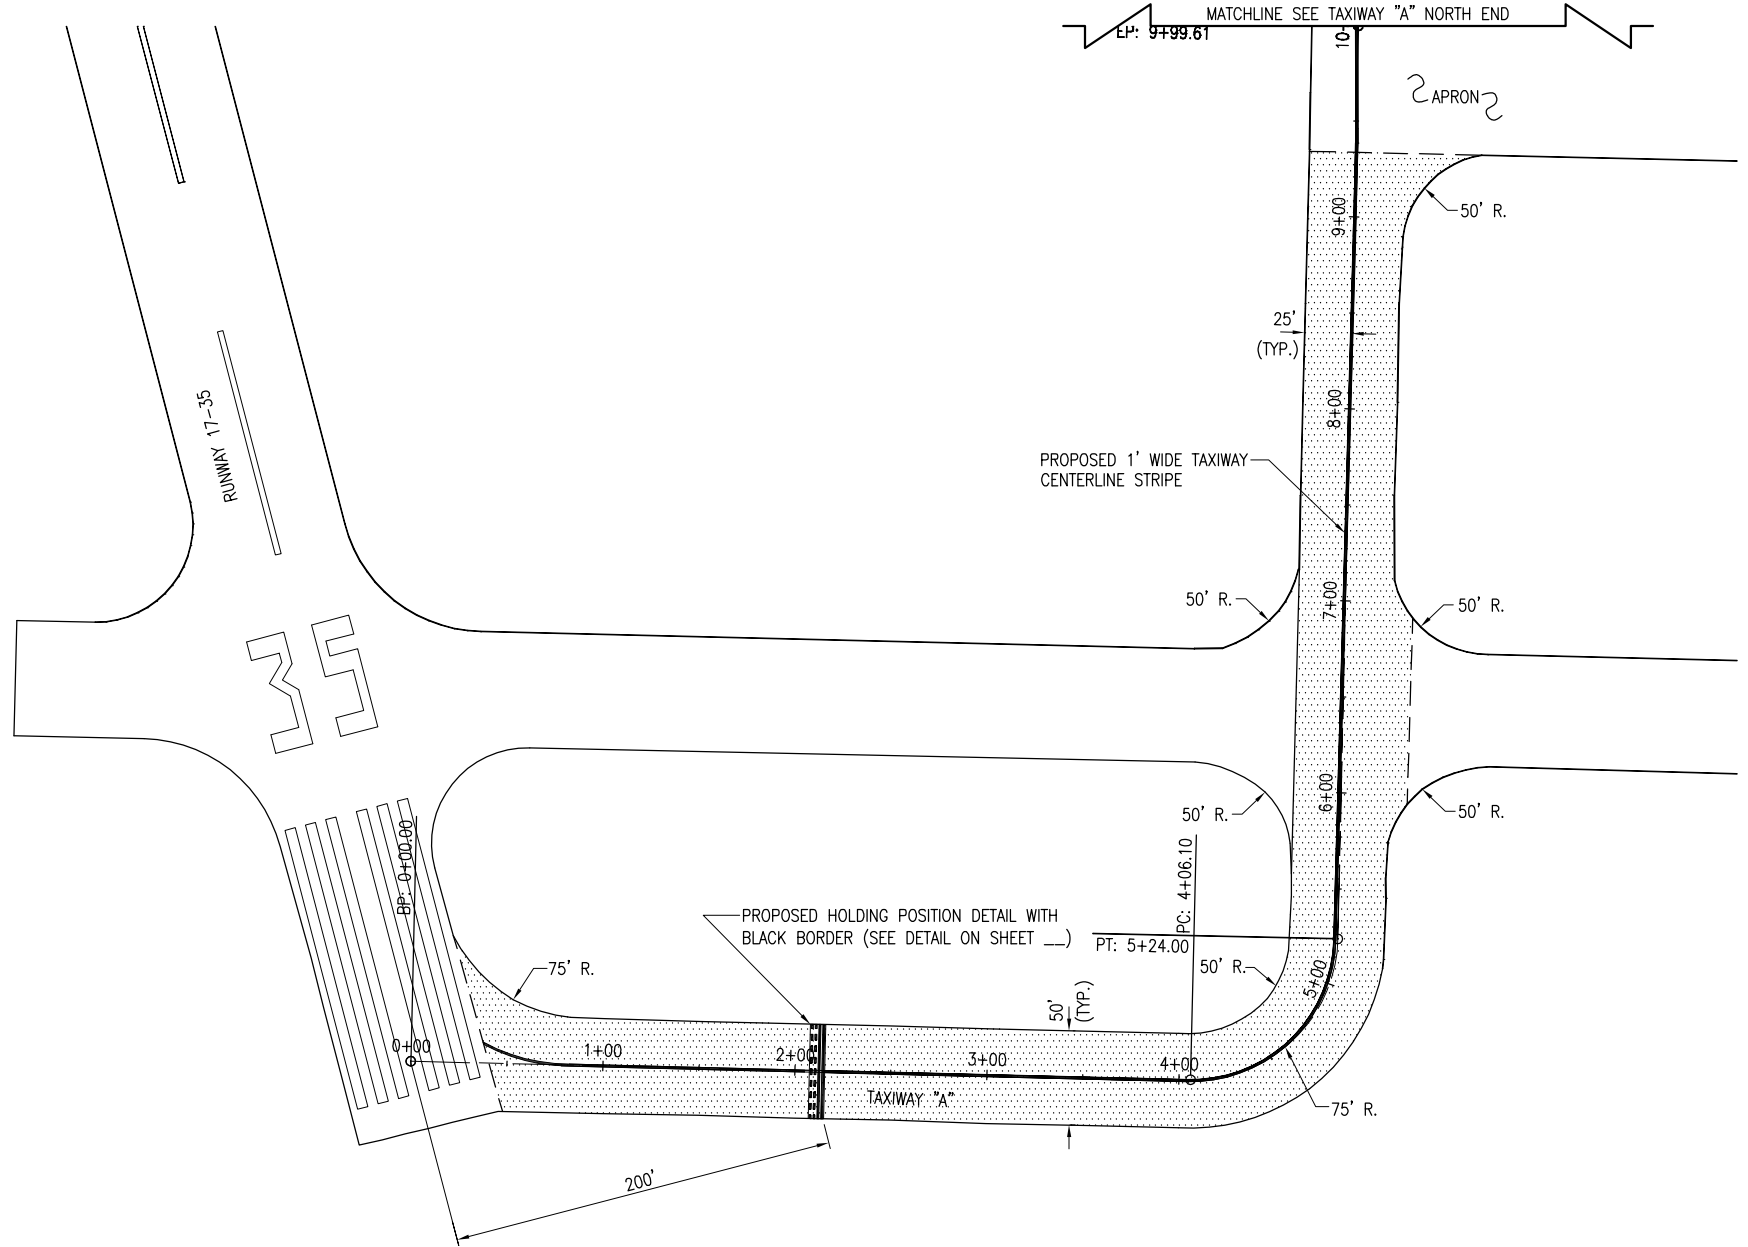 MATCHLINE SEE TAXIWAY "A" NORTH END
EP: 9+99.61
10+
APRON
50' R.
9+00
25'
(TYP.)
8+00
RUNWAY 17-35
PROPOSED 1' WIDE TAXIWAY
CENTERLINE STRIPE
50' R.
7+00
50' R.
35
6+00
50' R.
50' R.
BP: 0+00.00
PC: 4+06.10
PROPOSED HOLDING POSITION DETAIL WITH
BLACK BORDER (SEE DETAIL ON SHEET __)
PT: 5+24.00
75' R.
50' R.
5+00
50'
(TYP.)
0+00
1+00
2+00
3+00
4+00
TAXIWAY "A"
75' R.
200'